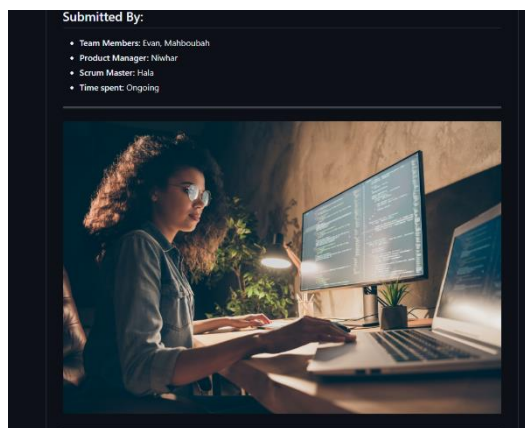 Submitted By:
Team Members: Evan, Mahboubah
Product Manager: Niwhar
Scrum Master: Hala
Time spent: Ongoing